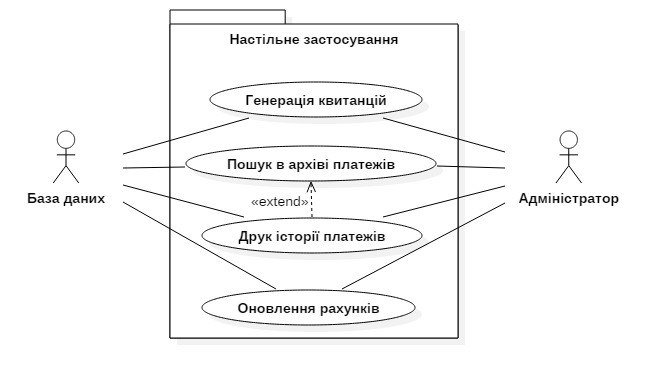 Настільне застосування
Генерація квитанцій
Пошук в архіві платежів
База даних
Адміністратор
«extend»
Друк історії платежів
Оновлення рахунків